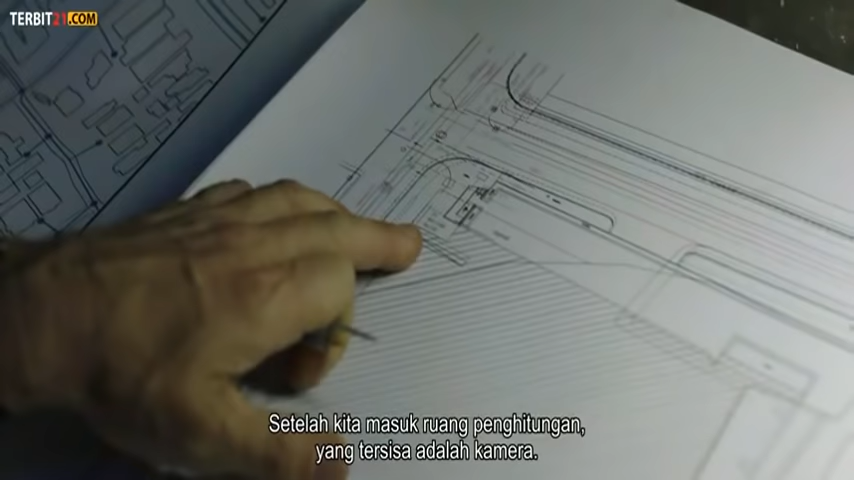 TERBIT21.COM
Setelah kita masuk ruang penghitungan,
yang tersisa adalah kamera.